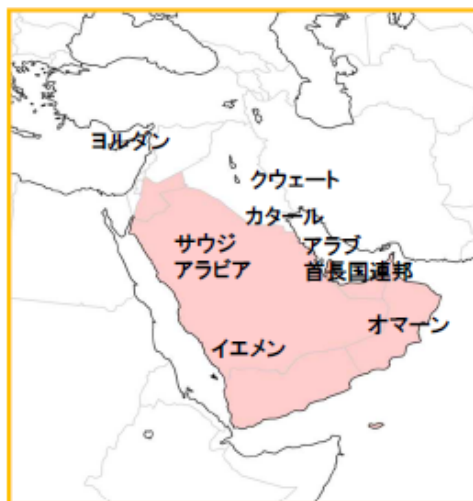 ヨルダン
クウェート
カタール
サウジ
アラビア
アラブ
首長国連邦
オマーン
イエメン